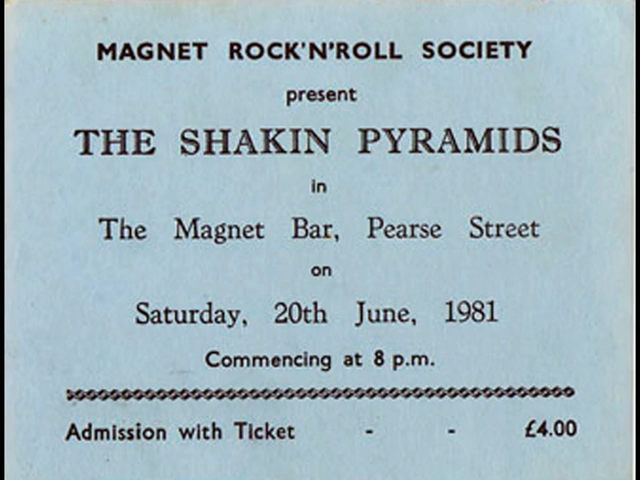 MAGNET ROCK'N'ROLL SOCIETY
present
THE SHAKIN PYRAMIDS
in
The Magnet Bar, Pearse Street
on
Saturday, 20th June, 1981
Commencing at 8 p.m.
Admission with Ticket - - £4.00